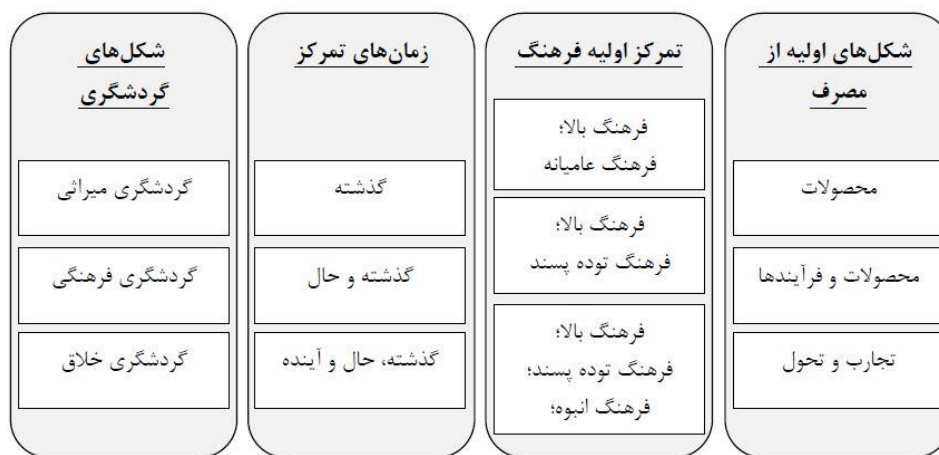 شکل‌های اولیه از
مصرف
محصولات
محصولات و فرآیندها
تجارب و تحول
تمرکز اولیه فرهنگ
فرهنگ بالا؛
فرهنگ عامیانه
فرهنگ بالا؛
فرهنگ توده پسند
فرهنگ بالا؛
فرهنگ توده پسند؛
فرهنگ انبوه؛
زمان‌های تمرکز
گذشته
گذشته و حال
گذشته، حال و آینده
شکل‌های
گردشگری
گردشگری میراثی
گردشگری فرهنگی
گردشگری خلاق